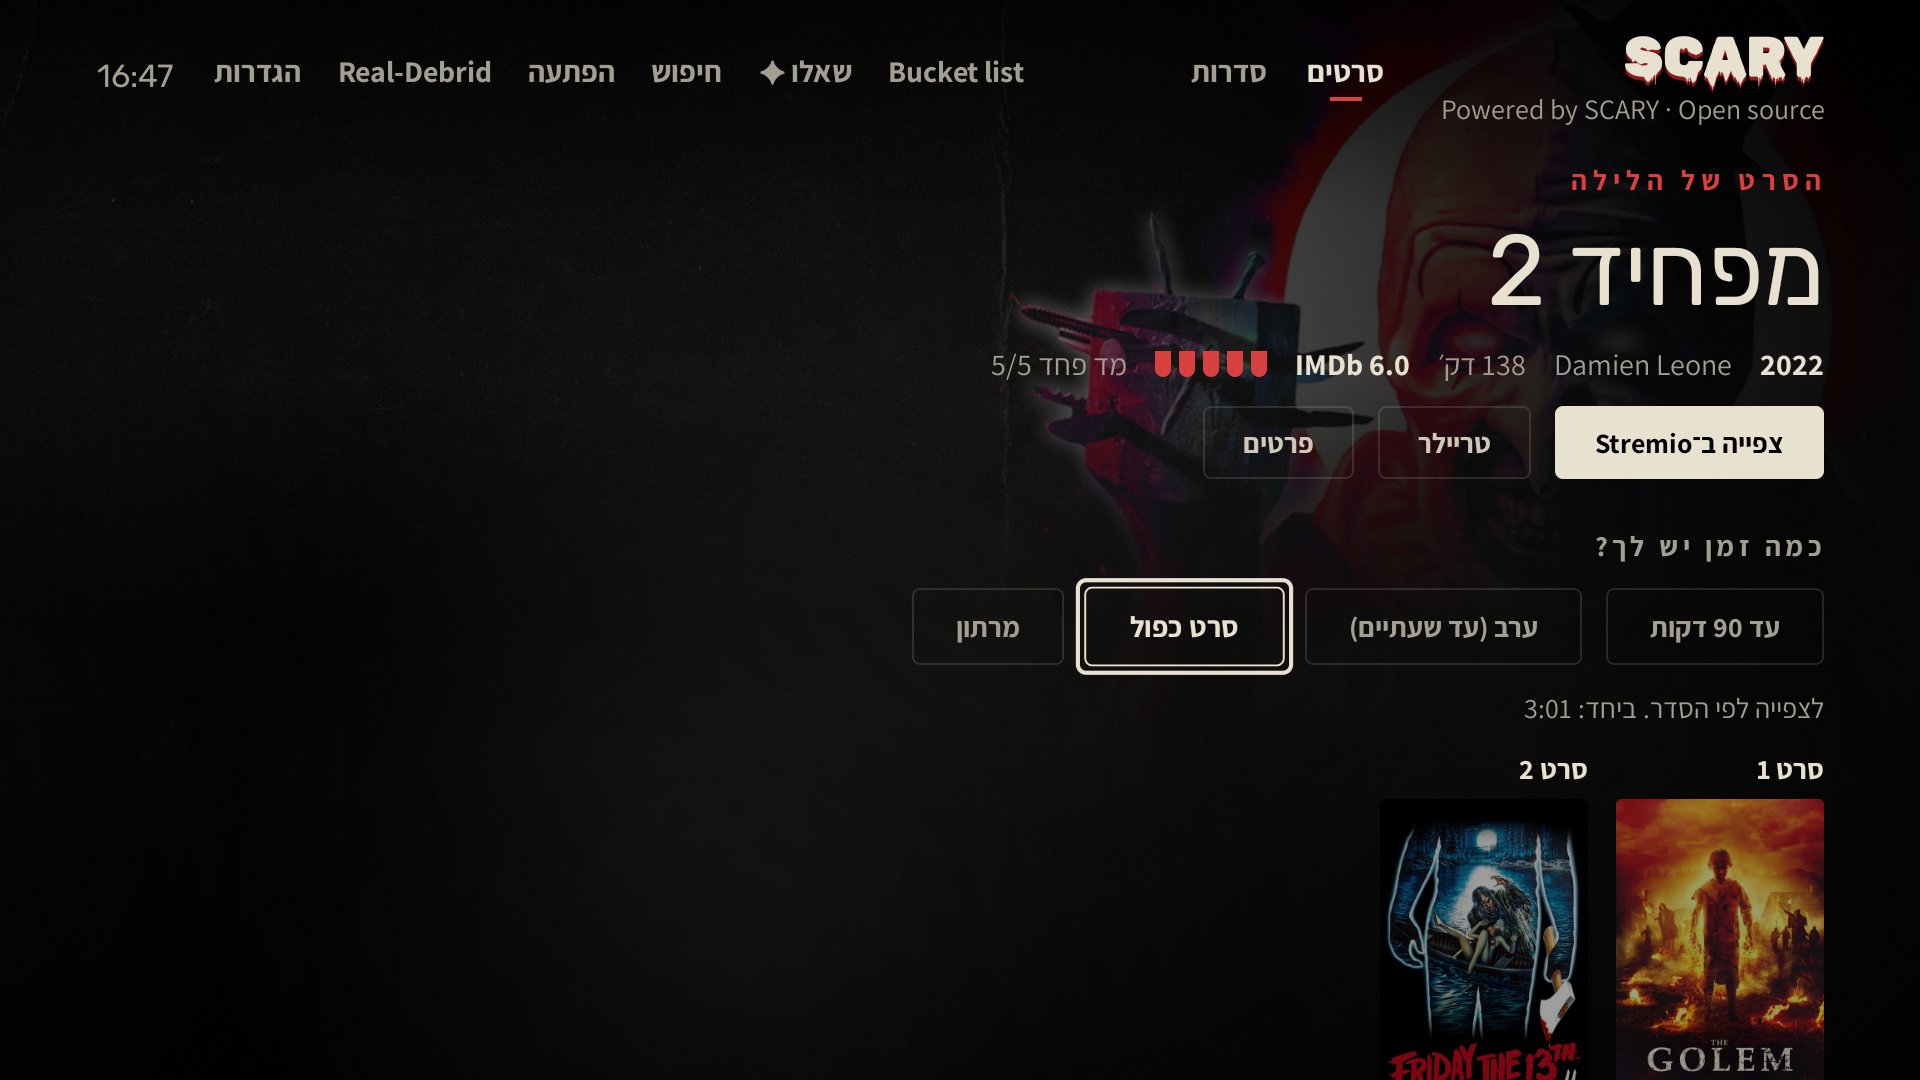 SCARY
Powered by SCARY · Open source
סרטים
סדרות
Bucket list
שאלו
חיפוש
הפתעה
Real-Debrid
הגדרות
16:47
הסרט של הלילה
מפחיד 2
2022 Damien Leone 138 דק׳ IMDb 6.0 מד פחד 5/5
צפייה ב־Stremio
טריילר
פרטים
כמה זמן יש לך?
עד 90 דקות
ערב (עד שעתיים)
סרט כפול
מרתון
לצפייה לפי הסדר. ביחד: 3:01
סרט 1
סרט 2
THE
GOLEM
FRIDAY THE 13TH